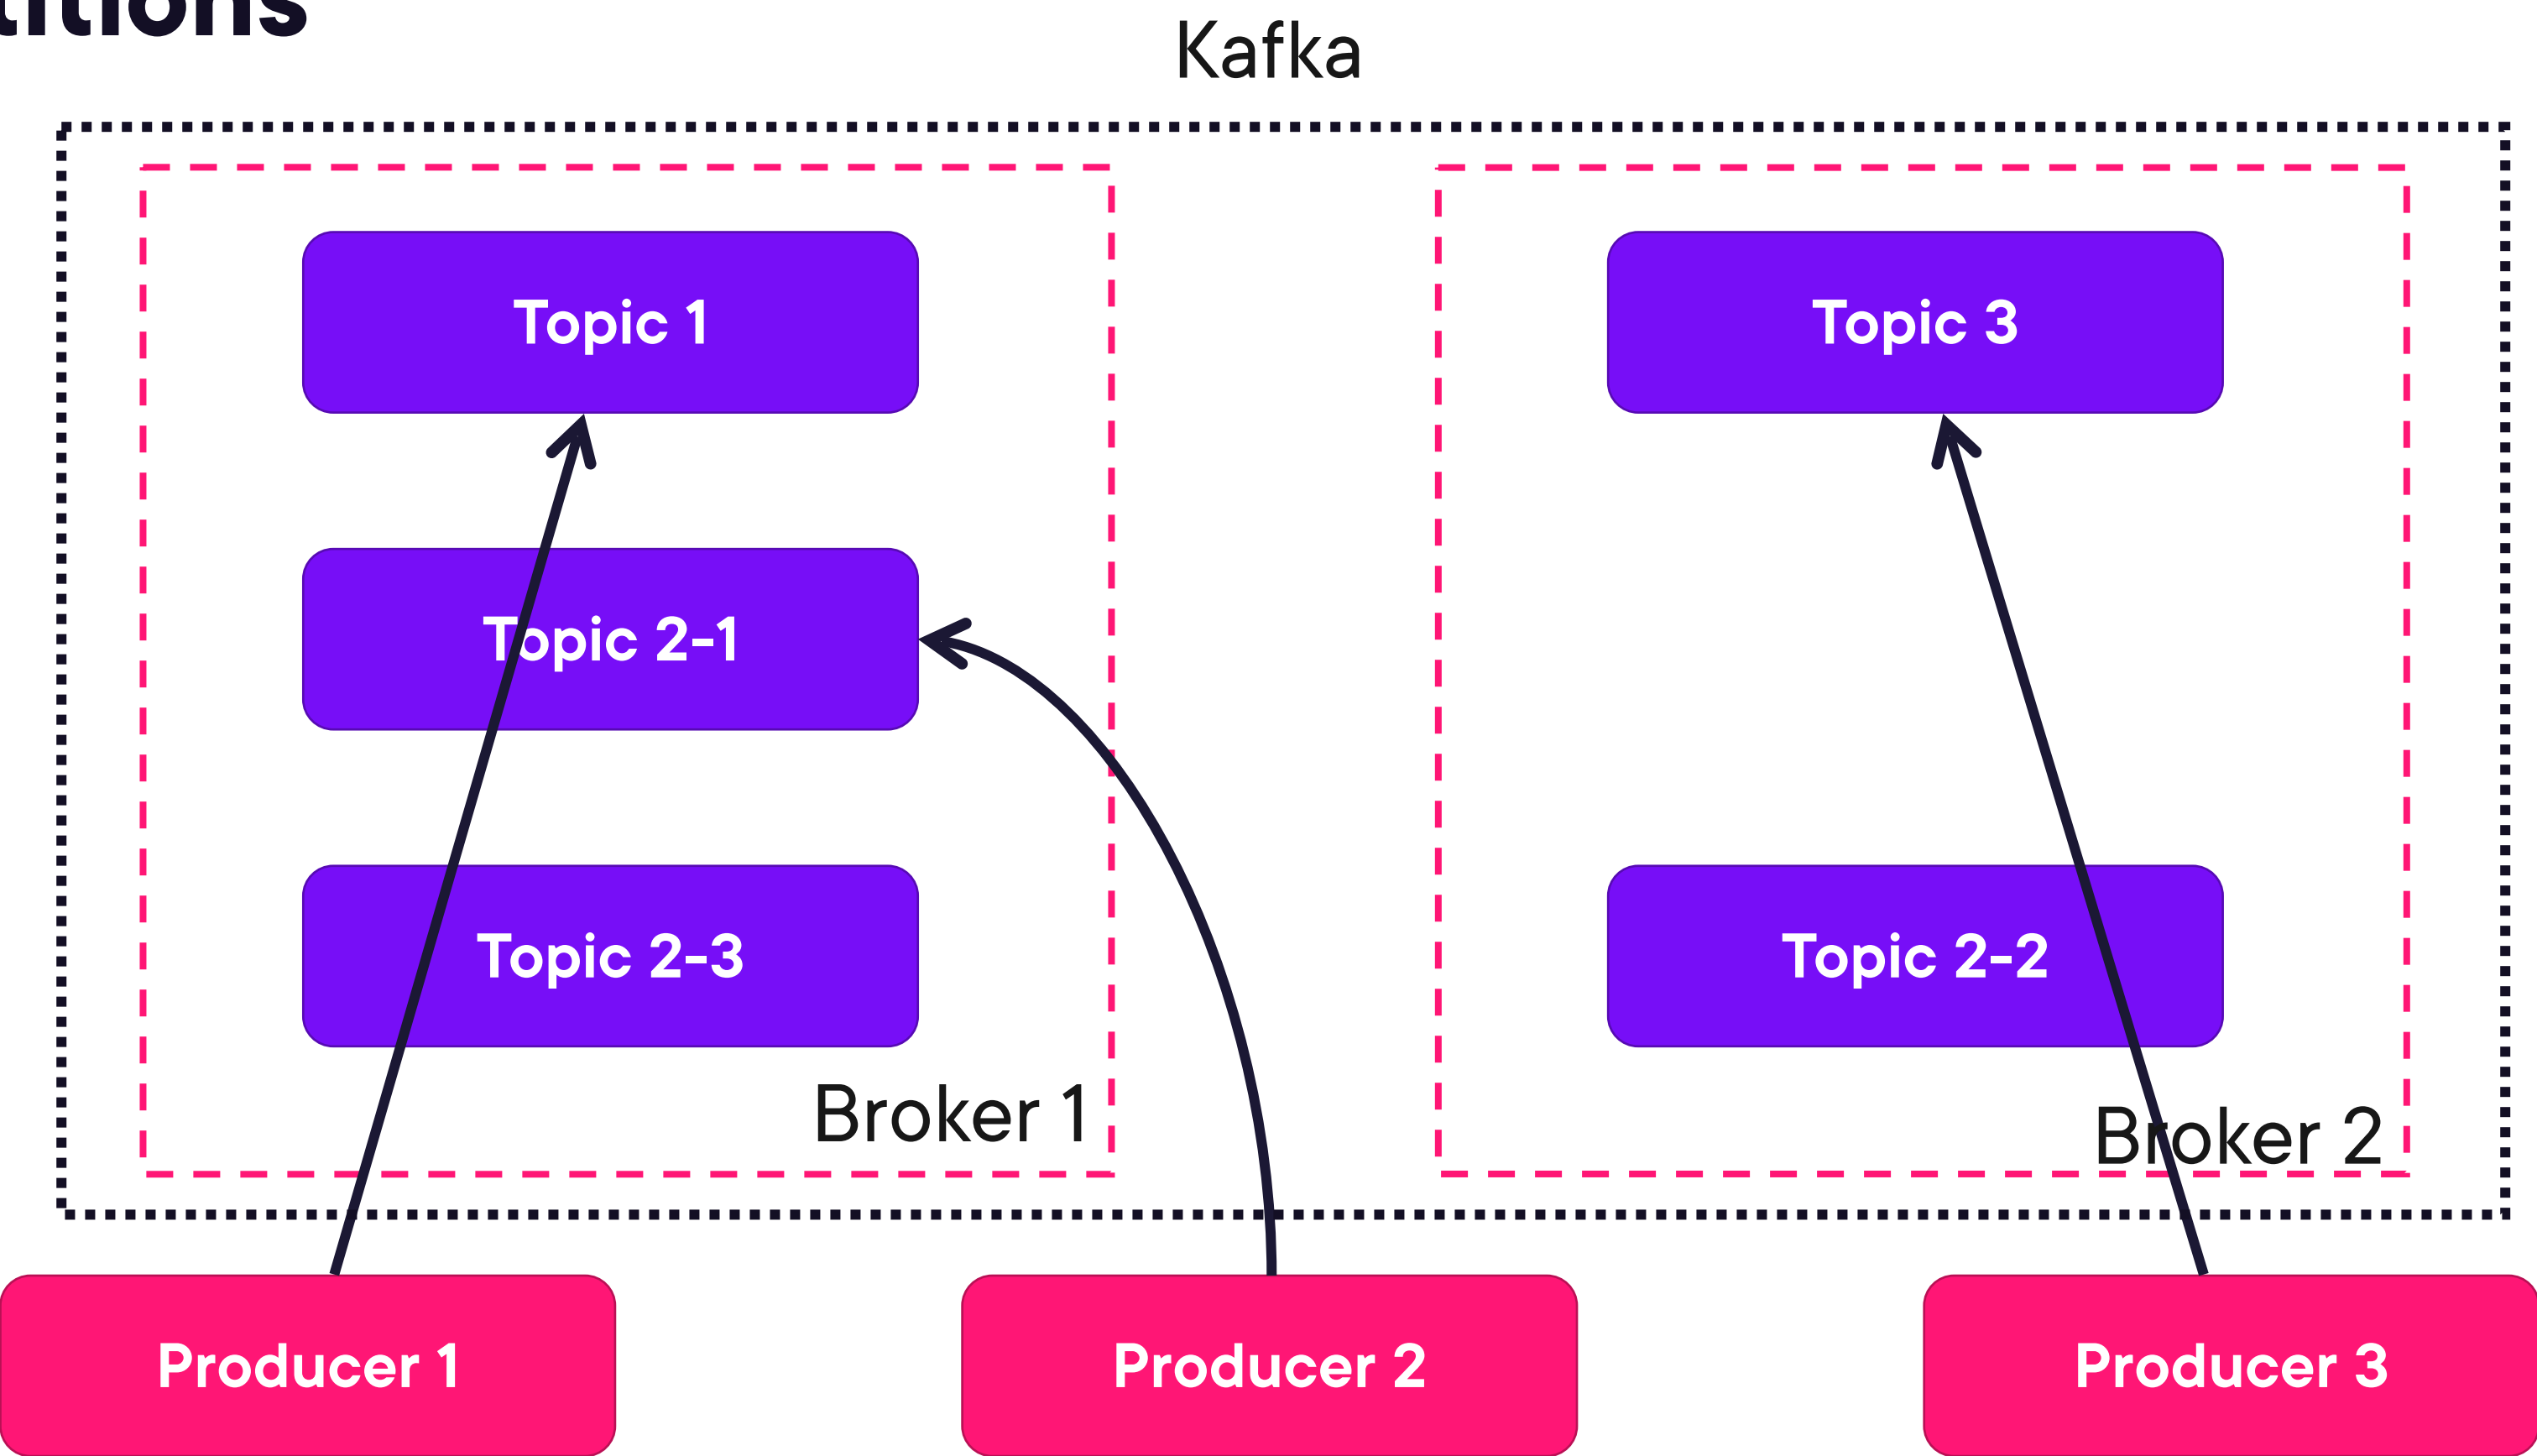 Kafka
Topic 1
Topic 3
Topic 2-1
Topic 2-3
Topic 2-2
Broker 1
Broker 2
Producer 1
Producer 2
Producer 3